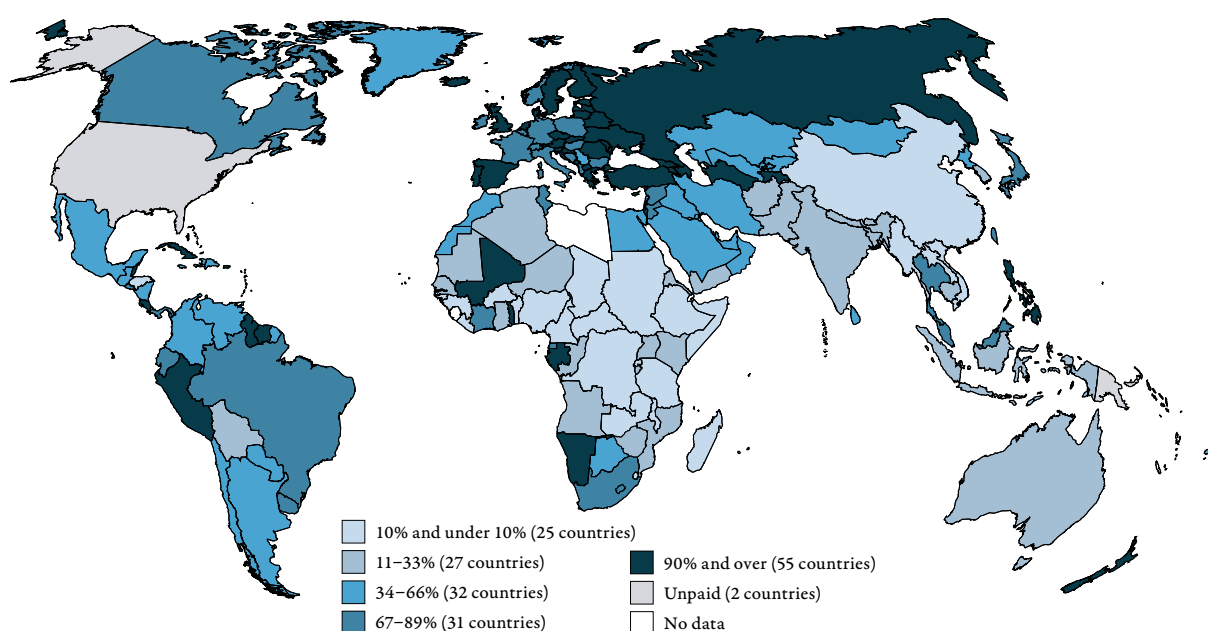 10% and under 10% (25 countries)
11–33% (27 countries)
34–66% (32 countries)
67–89% (31 countries)
90% and over (55 countries)
Unpaid (2 countries)
No data